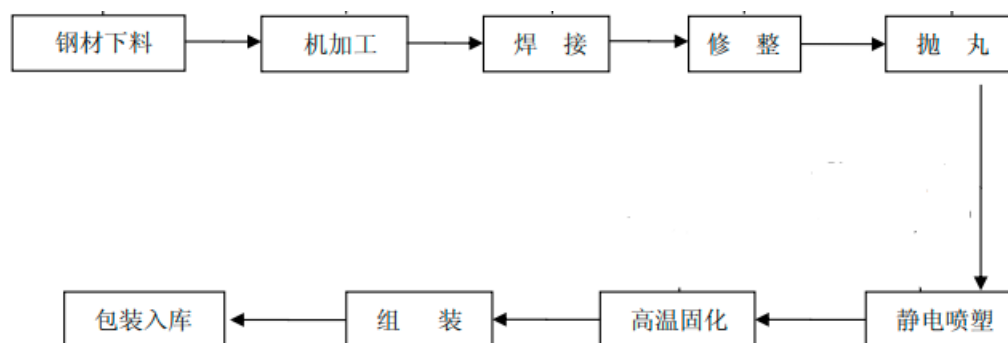 钢材下料
机加工
焊 接
修 整
抛 丸
静电喷塑
高温固化
组 装
包装入库